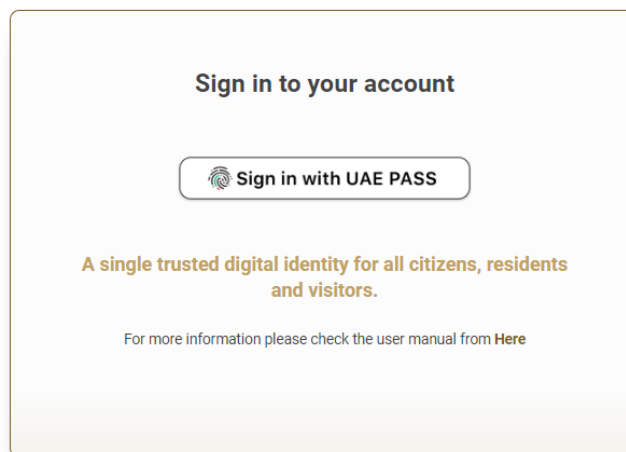 Sign in to your account
Sign in with UAE PASS
A single trusted digital identity for all citizens, residents
and visitors.
For more information please check the user manual from Here